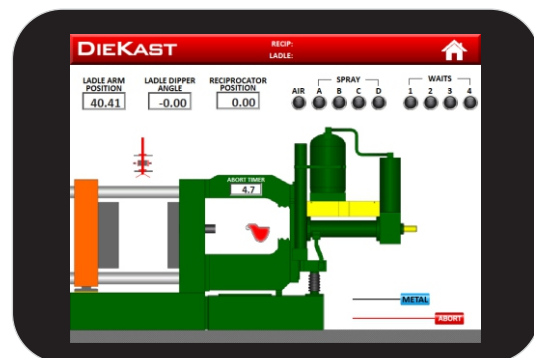 DIEKAST
RECIP:
LADLE:
LADLE ARM POSITION
40.41
LADLE DIPPER ANGLE
-0.00
RECIPROCATOR POSITION
0.00
AIR
SPRAY
A B C D
WAITS
1 2 3 4
ABORT TIMER
4.7
METAL
ABORT